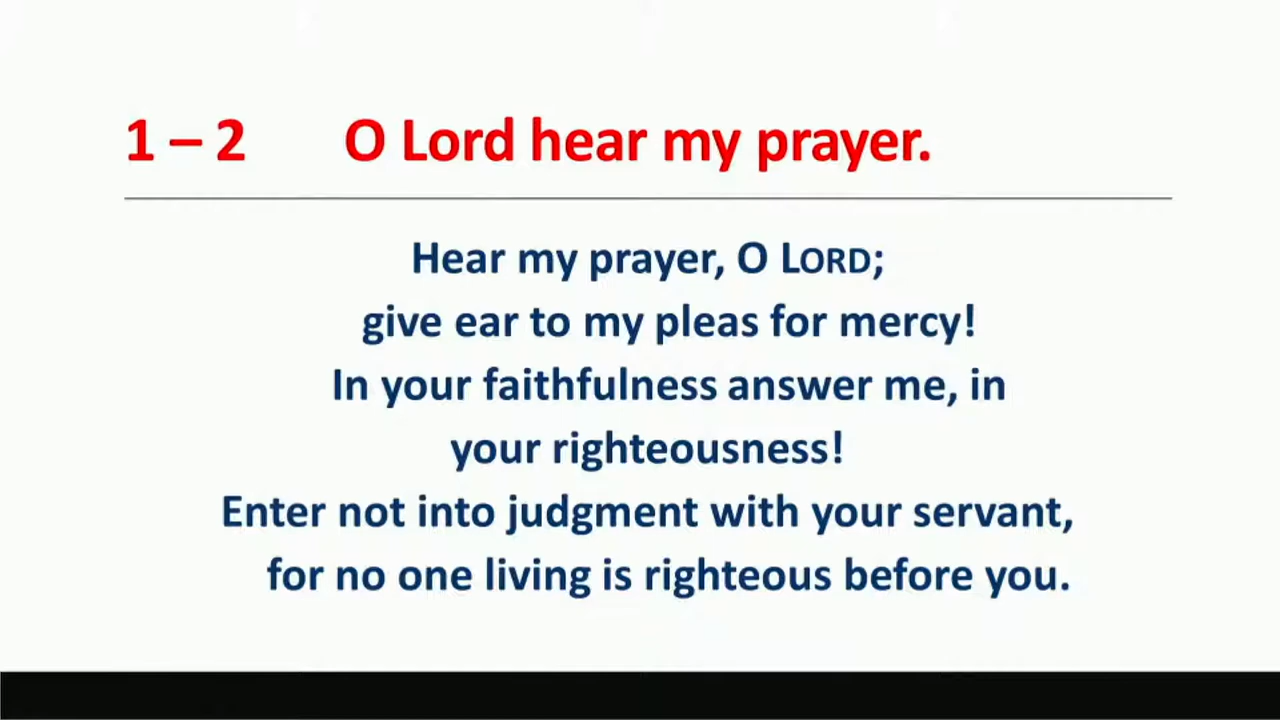 1 – 2 O Lord hear my prayer.
Hear my prayer, O LORD;
give ear to my pleas for mercy!
In your faithfulness answer me, in
your righteousness!
Enter not into judgment with your servant,
for no one living is righteous before you.